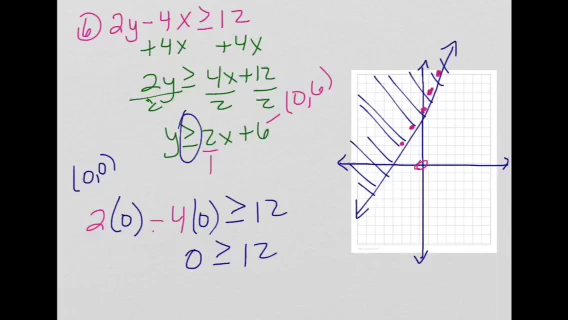 6 2y - 4x ≥ 12
+4x +4x
2y ≥ 4x + 12
2 2 2
(0,6)
y ≥ 2x + 6
1
(0,0)
2(0) - 4(0) ≥ 12
0 ≥ 12